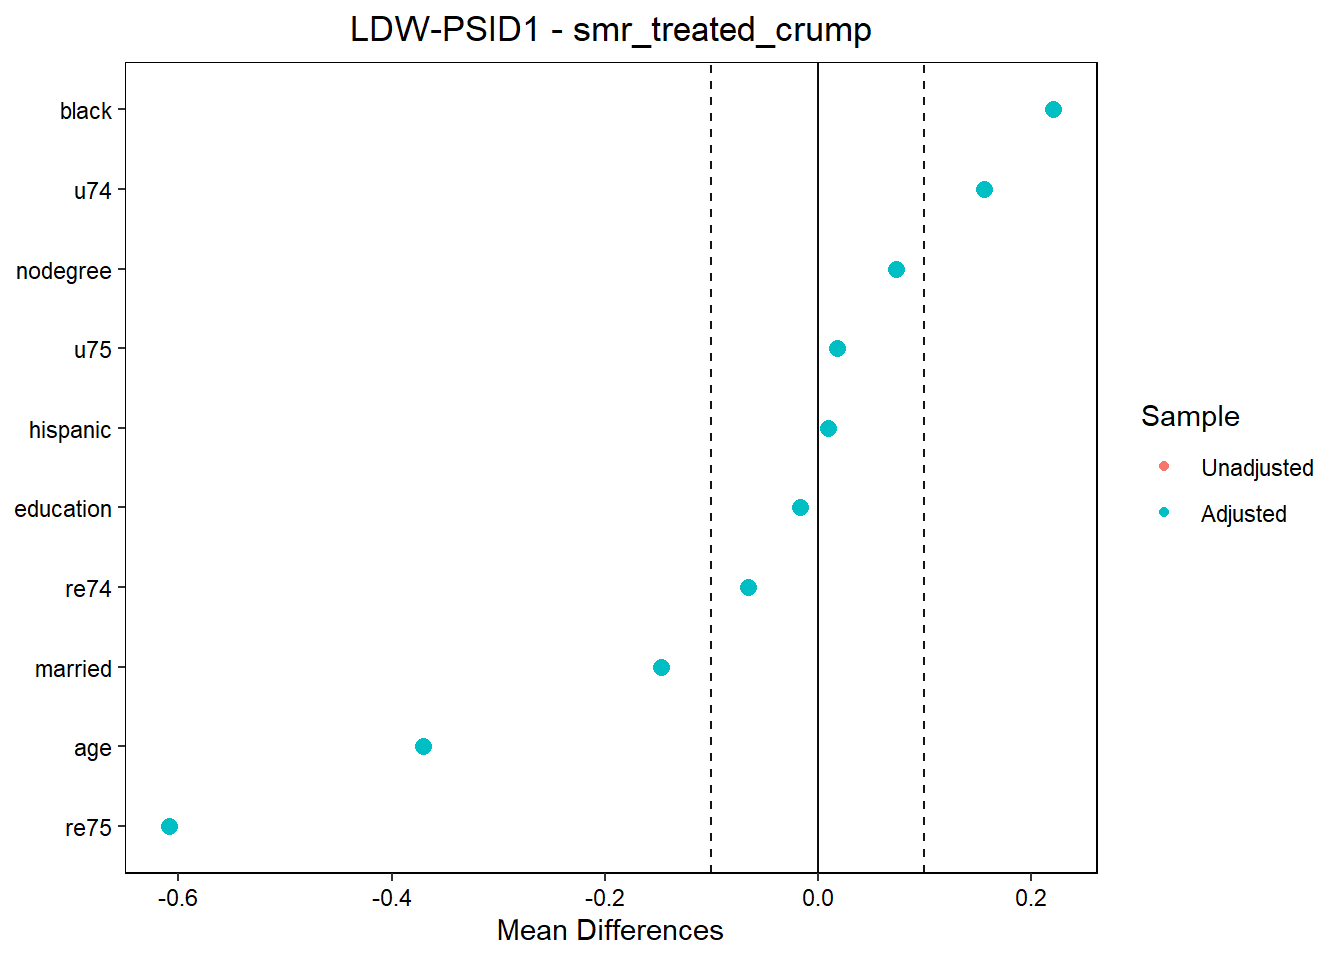 LDW-PSID1 - smr_treated_crump
black
u74
nodegree
u75
hispanic
education
re74
married
age
re75
-0.6 -0.4 -0.2 0.0 0.2
Mean Differences
Sample
Unadjusted
Adjusted